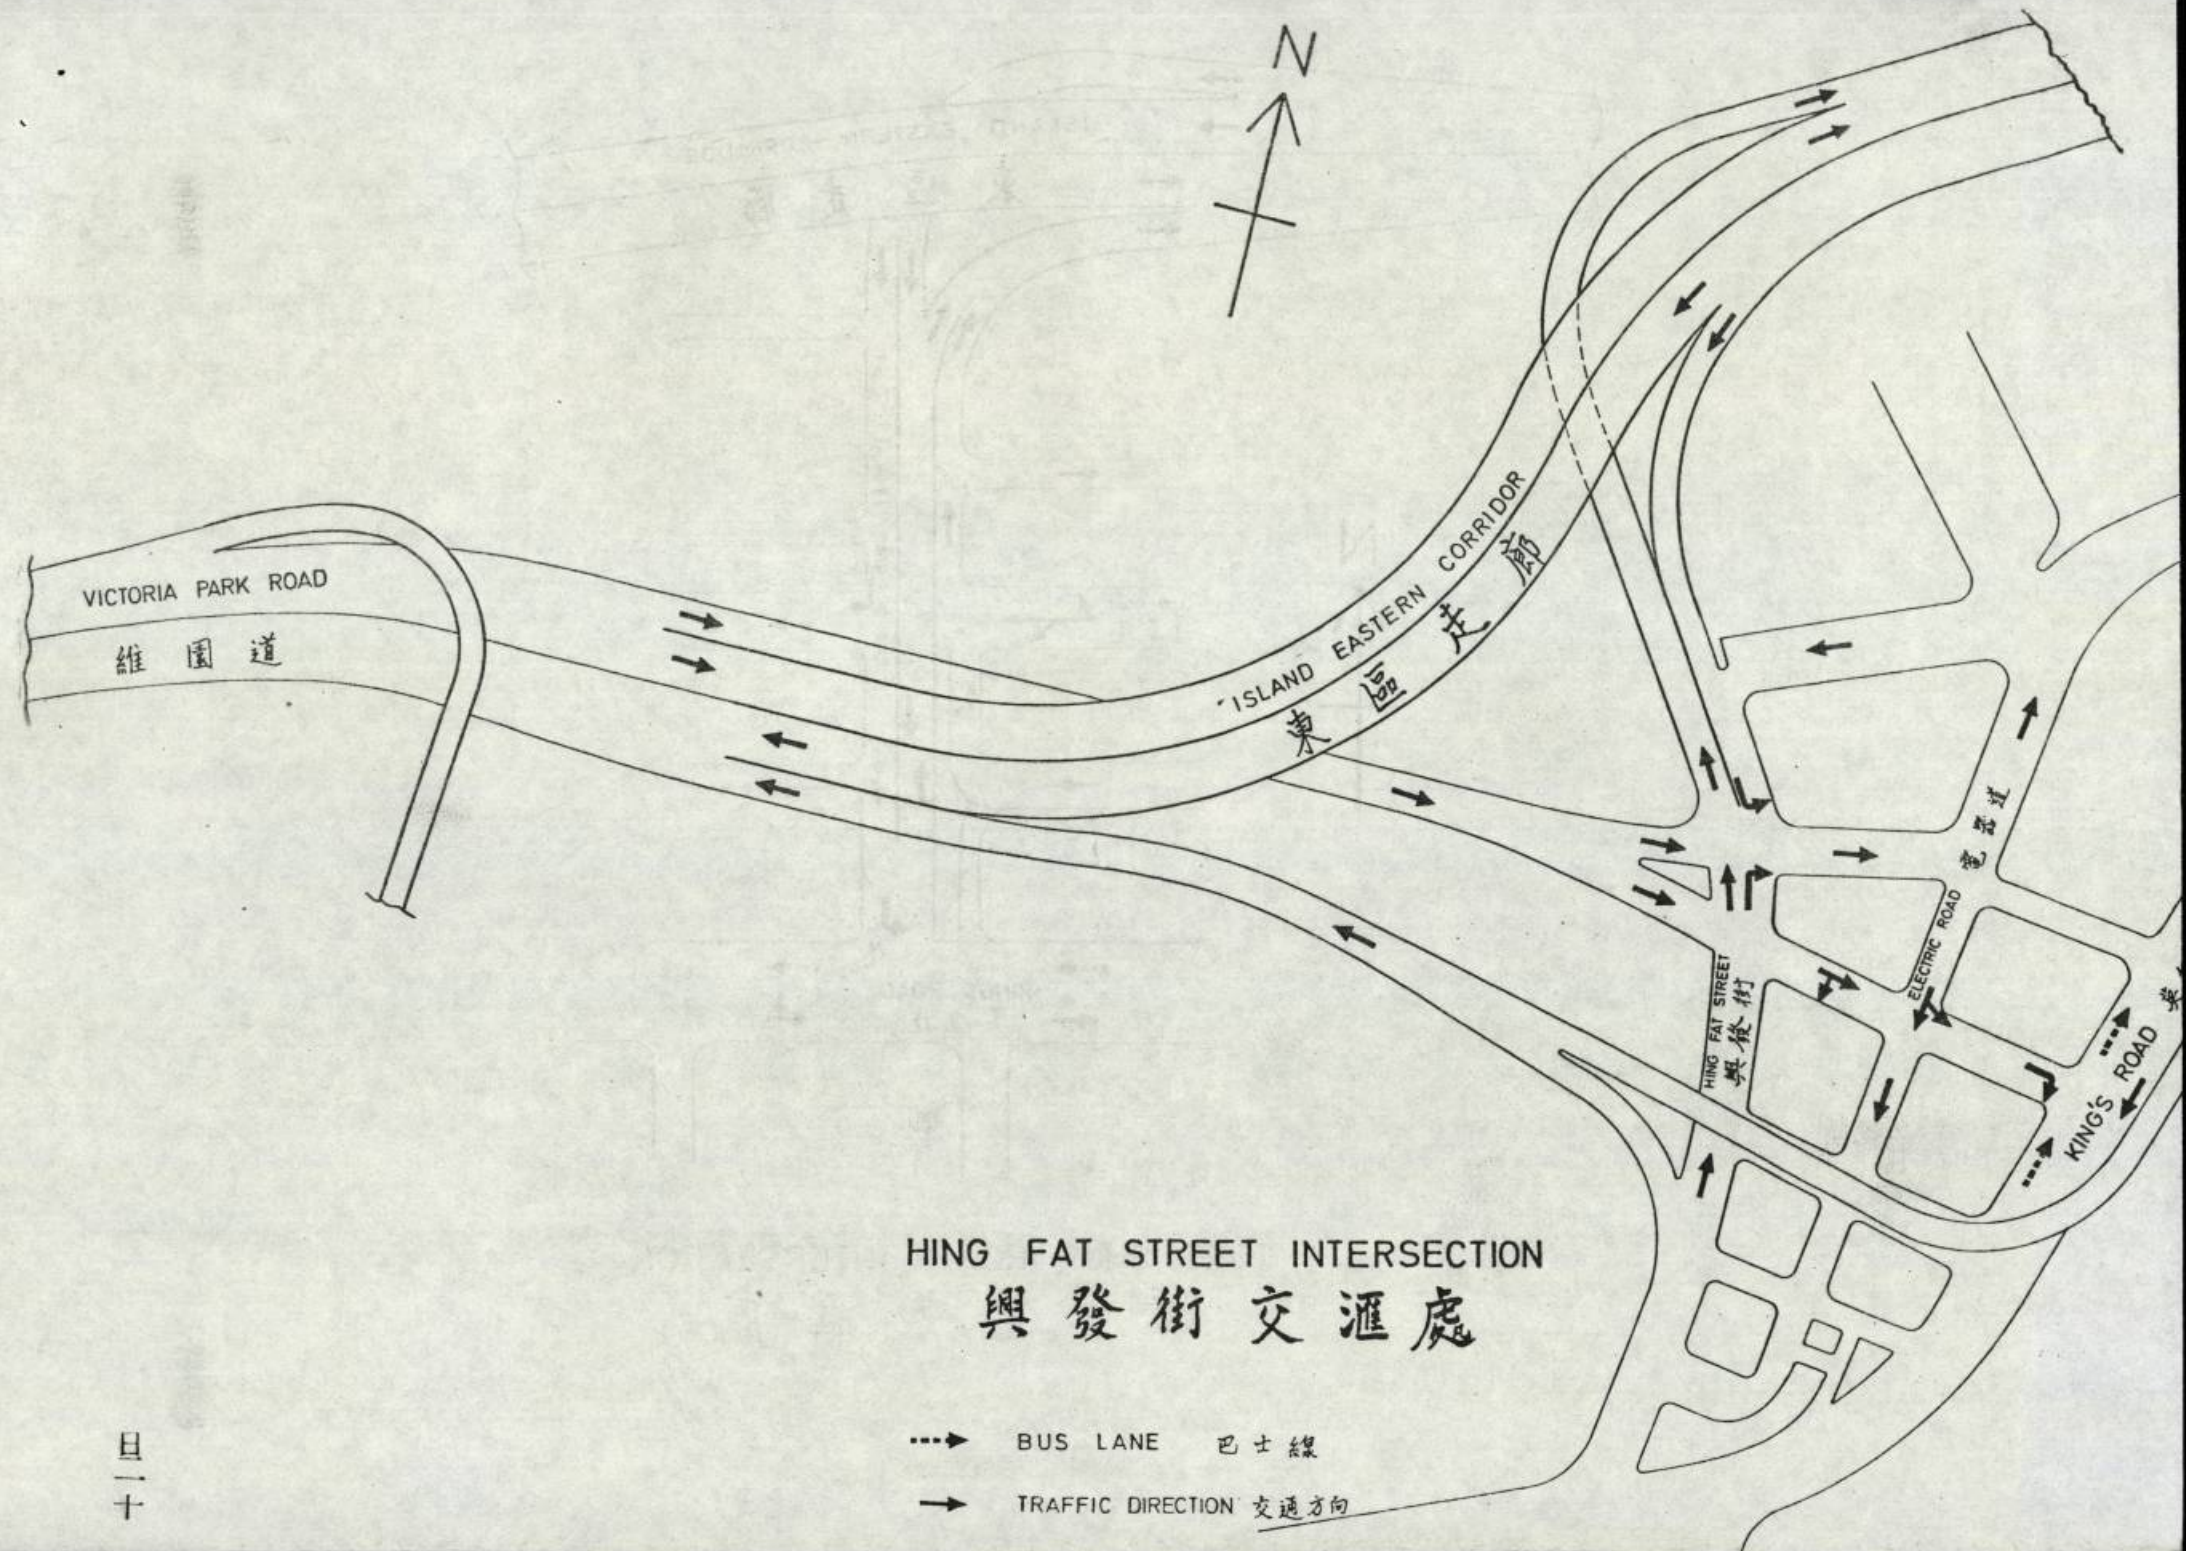 N
VICTORIA PARK ROAD
維園道
ISLAND EASTERN CORRIDOR
東區走廊
電器道
ELECTRIC ROAD
HING FAT STREET
興發街
KING'S ROAD
英
HING FAT STREET INTERSECTION
興發街交滙處
BUS LANE 巴士線
TRAFFIC DIRECTION 交通方向